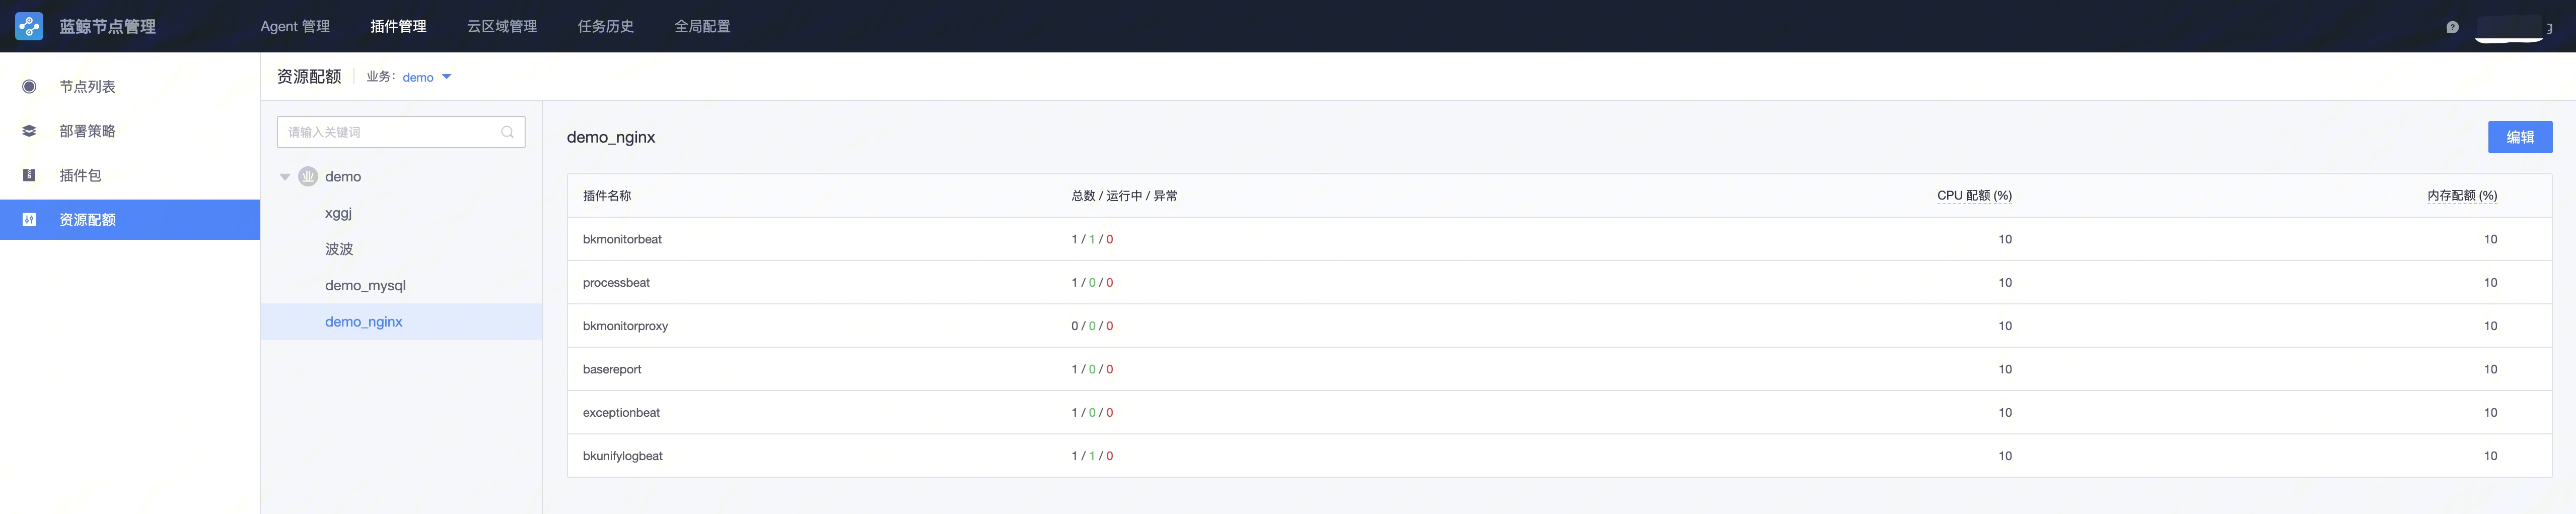 蓝鲸节点管理 Agent 管理 插件管理 云区域管理 任务历史 全局配置
节点列表
部署策略
插件包
资源配额
资源配额 业务: demo
请输入关键词
demo
xggj
波波
demo_mysql
demo_nginx
demo_nginx 编辑
插件名称 总数 / 运行中 / 异常 CPU 配额 (%) 内存配额 (%)
bkmonitorbeat 1 / 1 / 0 10 10
processbeat 1 / 0 / 0 10 10
bkmonitorproxy 0 / 0 / 0 10 10
basereport 1 / 0 / 0 10 10
exceptionbeat 1 / 0 / 0 10 10
bkunifylogbeat 1 / 1 / 0 10 10